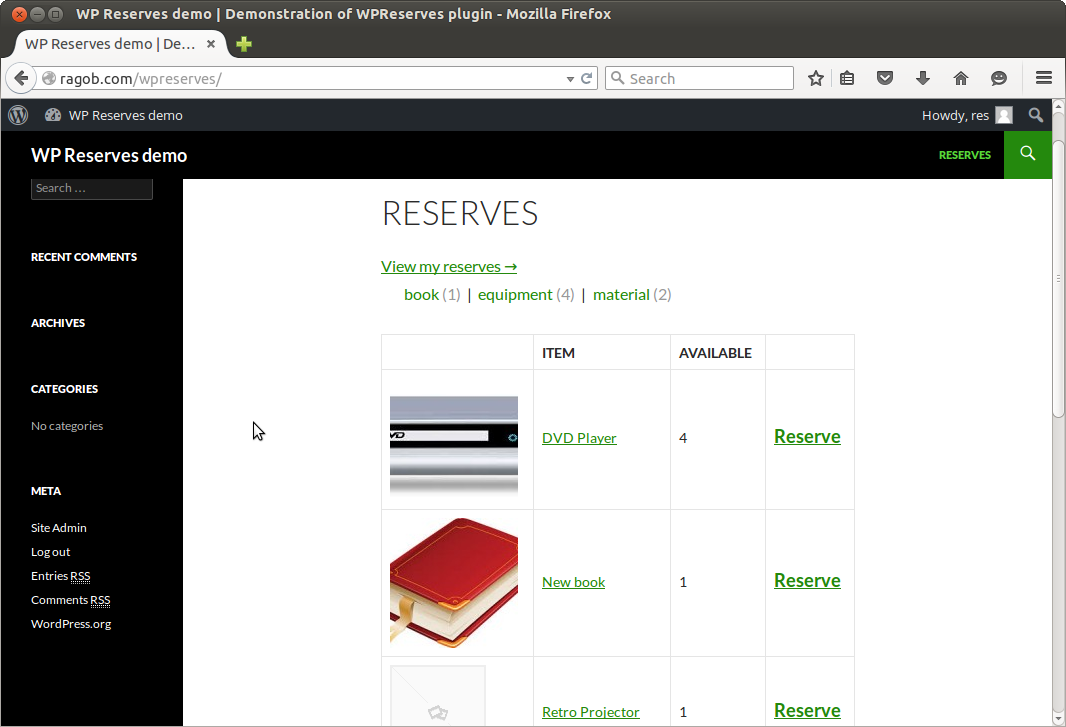 WP Reserves demo | Demonstration of WPReserves plugin - Mozilla Firefox
WP Reserves demo | De...
ragob.com/wpreserves/
Search
WP Reserves demo
Howdy, res
WP Reserves demo
RESERVES
Search ...
RECENT COMMENTS
ARCHIVES
CATEGORIES
No categories
META
Site Admin
Log out
Entries RSS
Comments RSS
WordPress.org
RESERVES
View my reserves →
book (1) | equipment (4) | material (2)
ITEM AVAILABLE
DVD Player 4 Reserve
New book 1 Reserve
Retro Projector 1 Reserve